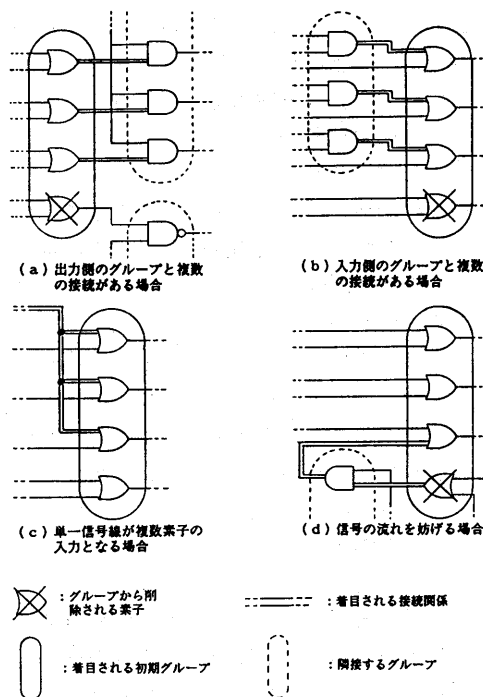 (a) 出力側のグループと複数
の接続がある場合
(b) 入力側のグループと複数
の接続がある場合
(c) 単一信号線が複数素子の
入力となる場合
(d) 信号の流れを妨げる場合
：グループから削
除される素子
：着目される接続関係
：着目される初期グループ
：隣接するグループ